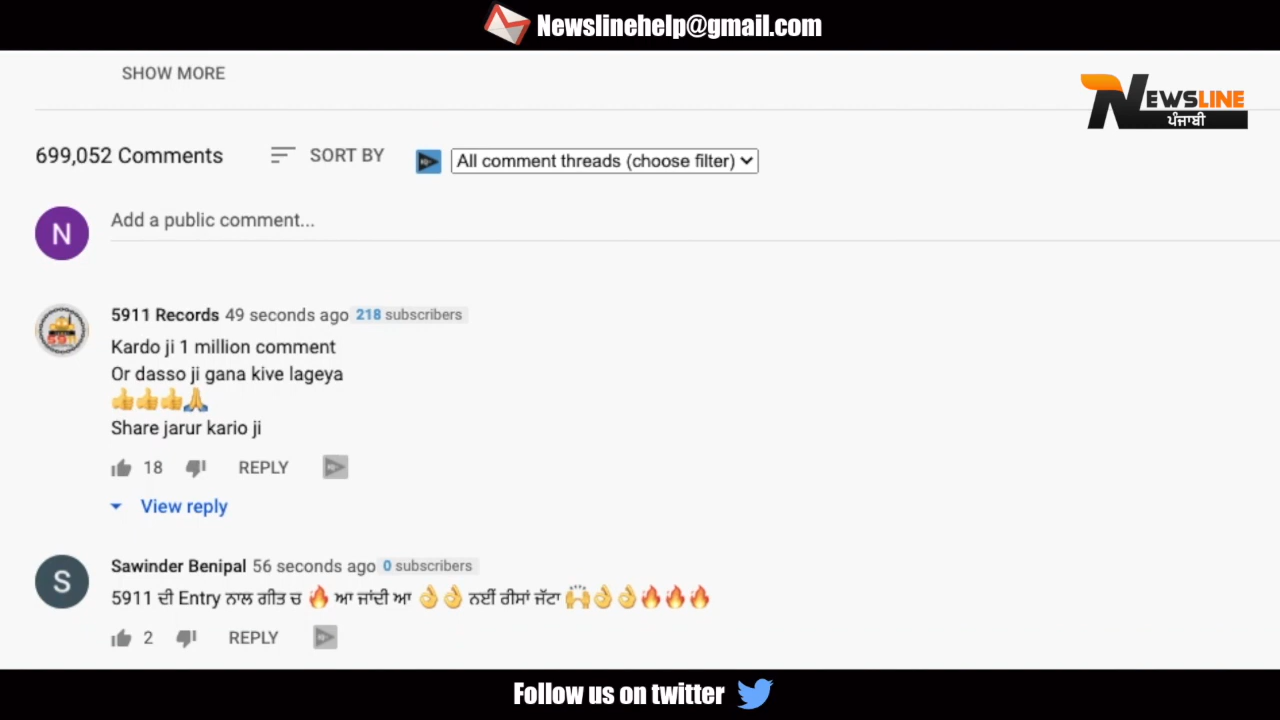 Newslinehelp@gmail.com
SHOW MORE
NEWSLINE
ਪੰਜਾਬੀ
699,052 Comments SORT BY All comment threads (choose filter)
N Add a public comment...
5911 Records 49 seconds ago 218 subscribers
Kardo ji 1 million comment
Or dasso ji gana kive lageya
👍👍👍🙏
Share jarur kario ji
18 REPLY
View reply
S Sawinder Benipal 56 seconds ago 0 subscribers
5911 ਦੀ Entry ਨਾਲ ਗੀਤ ਚ 🔥 ਆ ਜਾਂਦੀ ਆ 👌👌 ਨਈਂ ਰੀਸਾਂ ਜੱਟਾ 🙌👌👌🔥🔥🔥
2 REPLY
Follow us on twitter